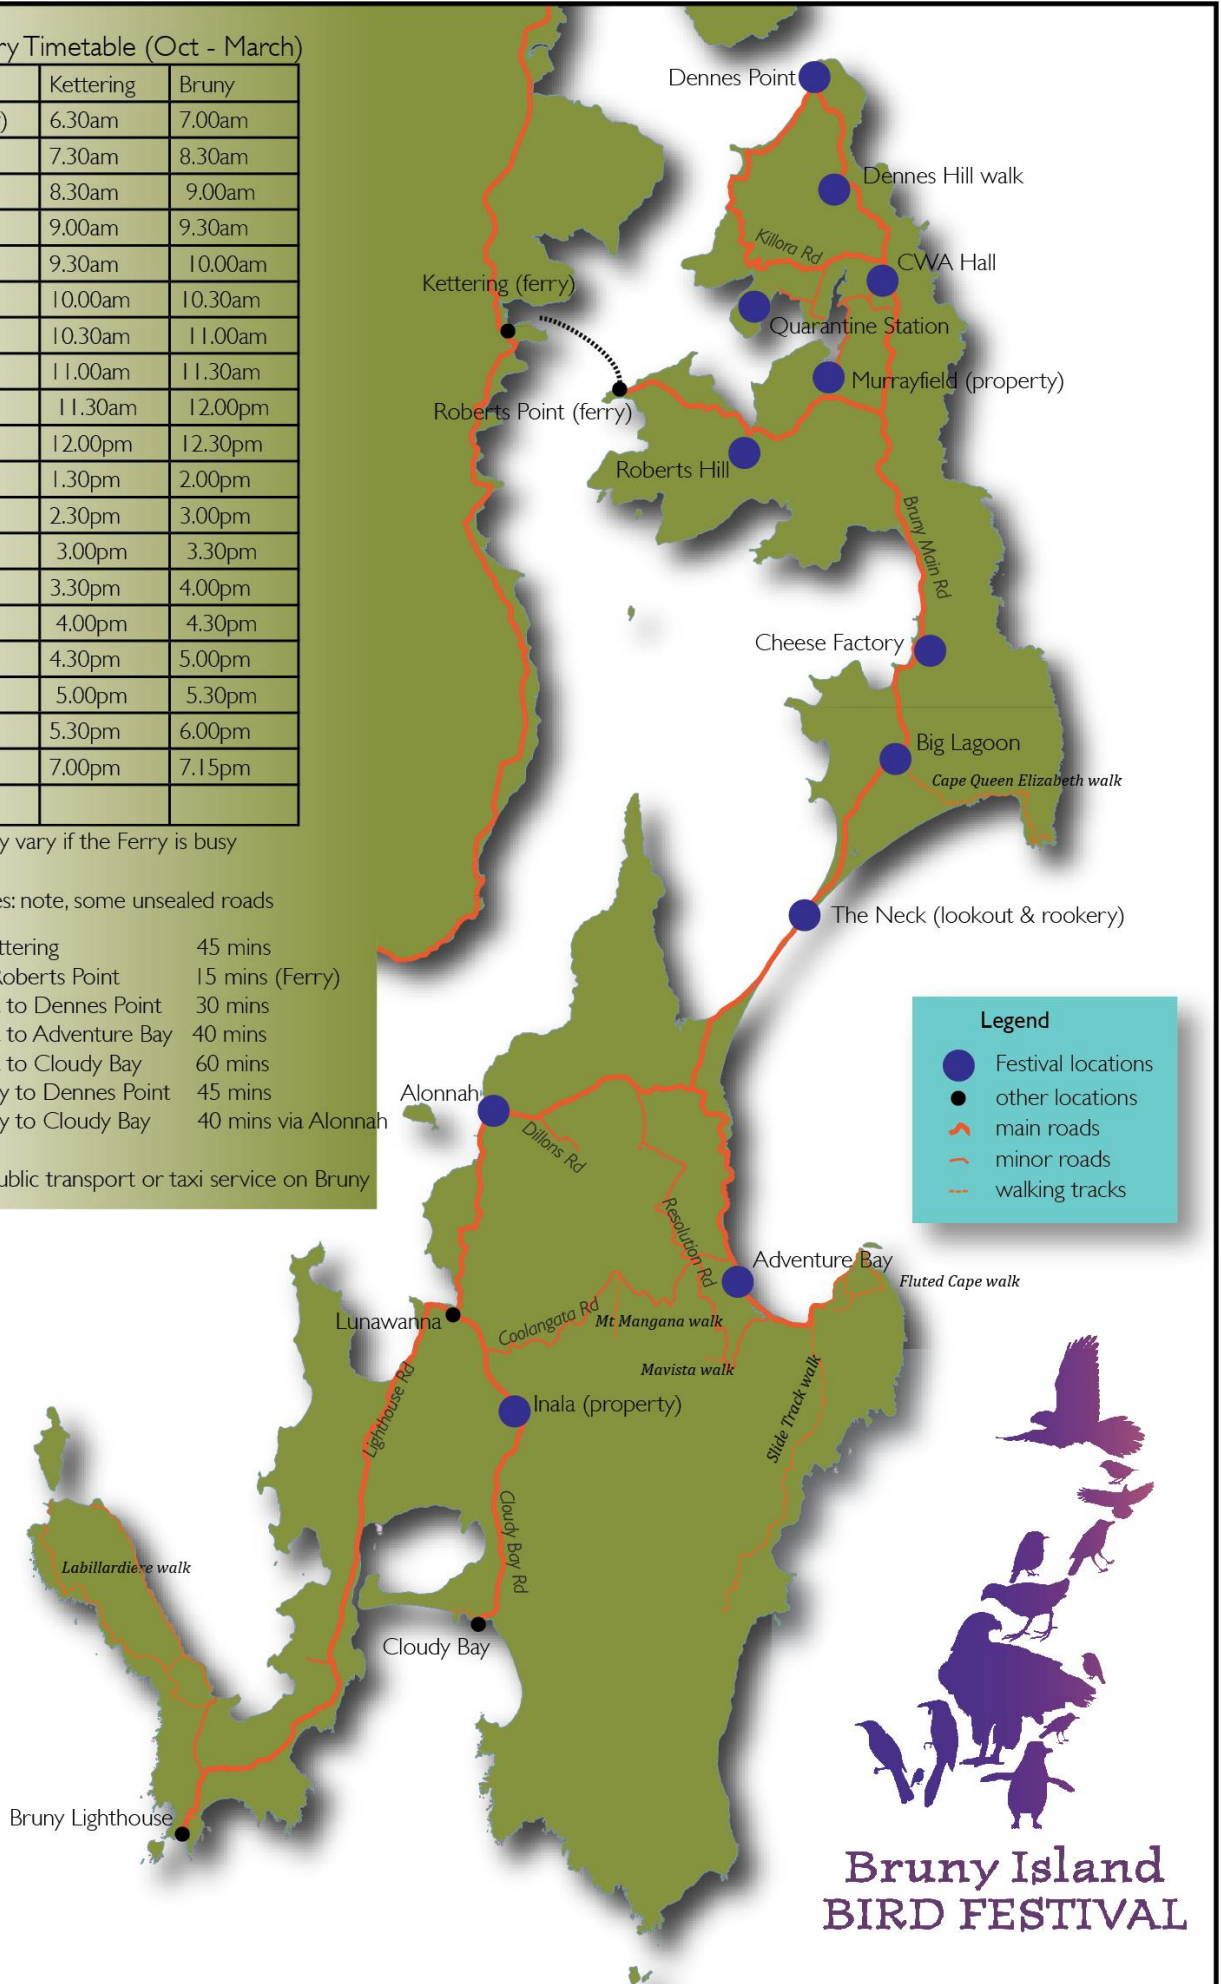 ry Timetable (Oct - March)
Kettering Bruny
) 6.30am 7.00am
7.30am 8.30am
8.30am 9.00am
9.00am 9.30am
9.30am 10.00am
10.00am 10.30am
10.30am 11.00am
11.00am 11.30am
11.30am 12.00pm
12.00pm 12.30pm
1.30pm 2.00pm
2.30pm 3.00pm
3.00pm 3.30pm
3.30pm 4.00pm
4.00pm 4.30pm
4.30pm 5.00pm
5.00pm 5.30pm
5.30pm 6.00pm
7.00pm 7.15pm
y vary if the Ferry is busy
es: note, some unsealed roads
ttering 45 mins
Roberts Point 15 mins (Ferry)
. to Dennes Point 30 mins
. to Adventure Bay 40 mins
. to Cloudy Bay 60 mins
y to Dennes Point 45 mins
y to Cloudy Bay 40 mins via Alonnah
ublic transport or taxi service on Bruny
Dennes Point
Dennes Hill walk
Killora Rd
CWA Hall
Kettering (ferry)
Quarantine Station
Murrayfield (property)
Roberts Point (ferry)
Roberts Hill
Bruny Main Rd
Cheese Factory
Big Lagoon
Cape Queen Elizabeth walk
The Neck (lookout & rookery)
Legend
Festival locations
other locations
main roads
minor roads
walking tracks
Alonnah
Dillons Rd
Resolution Rd
Adventure Bay
Fluted Cape walk
Lunawanna
Coolangata Rd
Mt Mangana walk
Mavista walk
Lighthouse Rd
Slide Track walk
Inala (property)
Cloudy Bay Rd
Labillardiere walk
Cloudy Bay
Bruny Lighthouse
Bruny Island
BIRD FESTIVAL